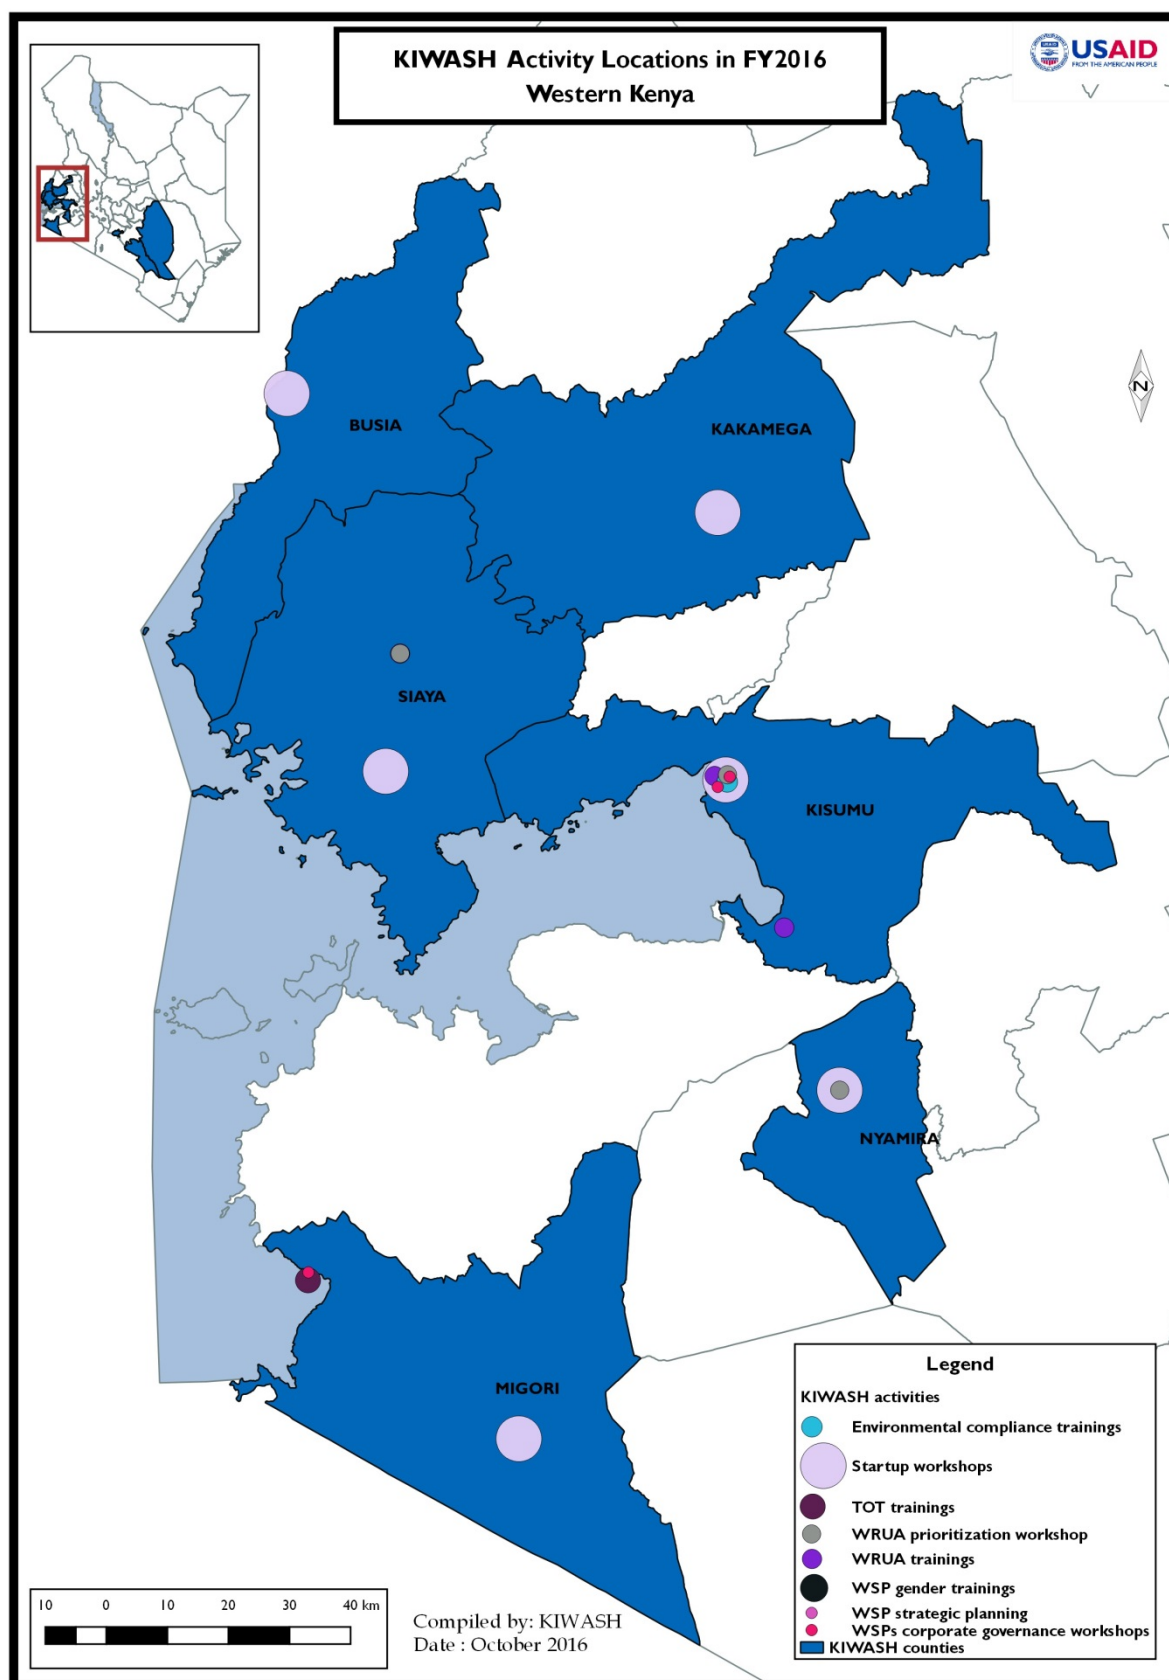 KIWASH Activity Locations in FY2016
Western Kenya
USAID
FROM THE AMERICAN PEOPLE
BUSIA
KAKAMEGA
SIAYA
KISUMU
NYAMIRA
MIGORI
N
Legend
KIWASH activities
Environmental compliance trainings
Startup workshops
TOT trainings
WRUA prioritization workshop
WRUA trainings
WSP gender trainings
WSP strategic planning
WSPs corporate governance workshops
KIWASH counties
10 0 10 20 30 40 km
Compiled by: KIWASH
Date : October 2016